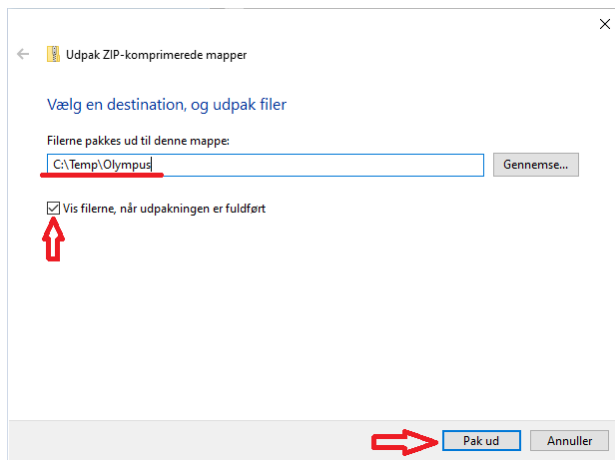 Udpak ZIP-komprimerede mapper
Vælg en destination, og udpak filer
Filerne pakkes ud til denne mappe:
C:\Temp\Olympus
Gennemse...
Vis filerne, når udpakningen er fuldført
Pak ud
Annuller